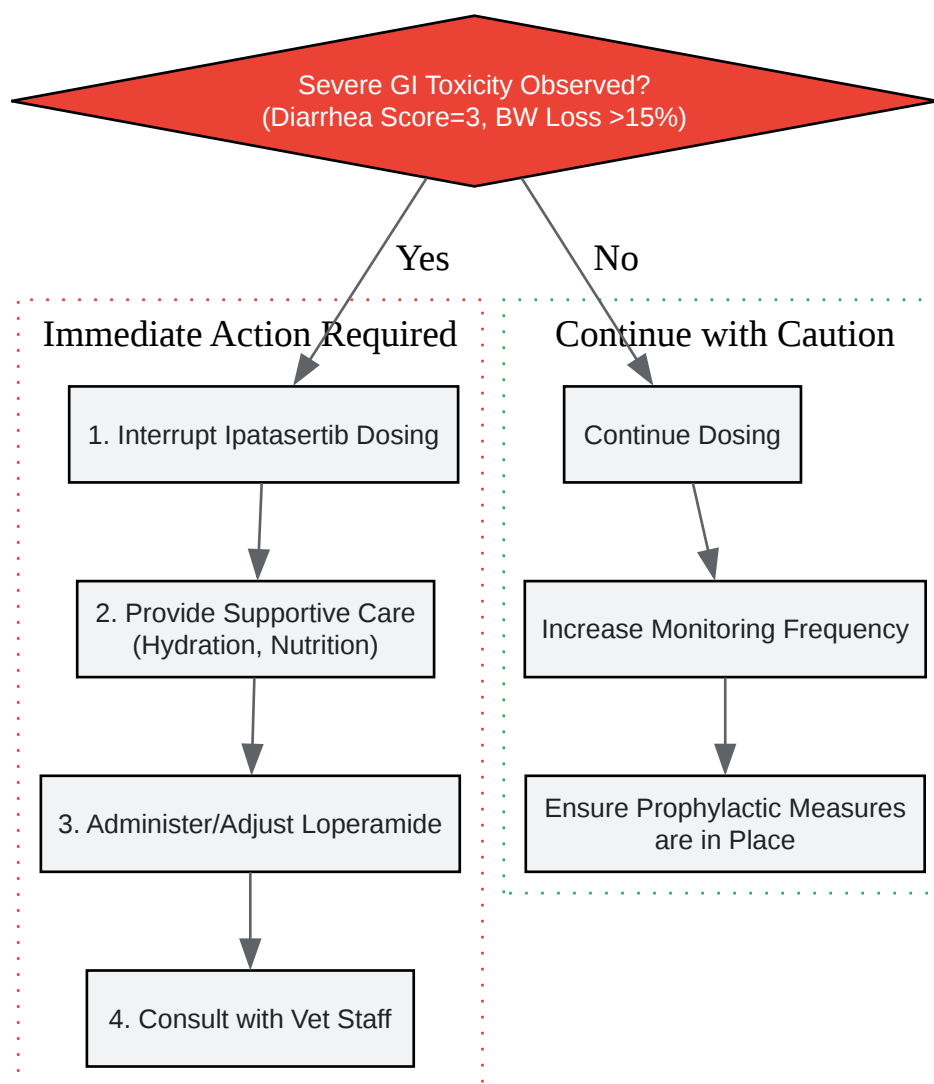 Severe GI Toxicity Observed?
(Diarrhea Score=3, BW Loss >15%)
Yes
No
Immediate Action Required
1. Interrupt Ipatasertib Dosing
2. Provide Supportive Care
(Hydration, Nutrition)
3. Administer/Adjust Loperamide
4. Consult with Vet Staff
Continue with Caution
Continue Dosing
Increase Monitoring Frequency
Ensure Prophylactic Measures
are in Place